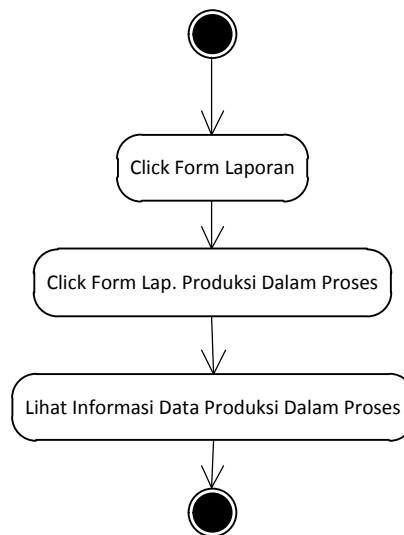 Click Form Laporan
Click Form Lap. Produksi Dalam Proses
Lihat Informasi Data Produksi Dalam Proses